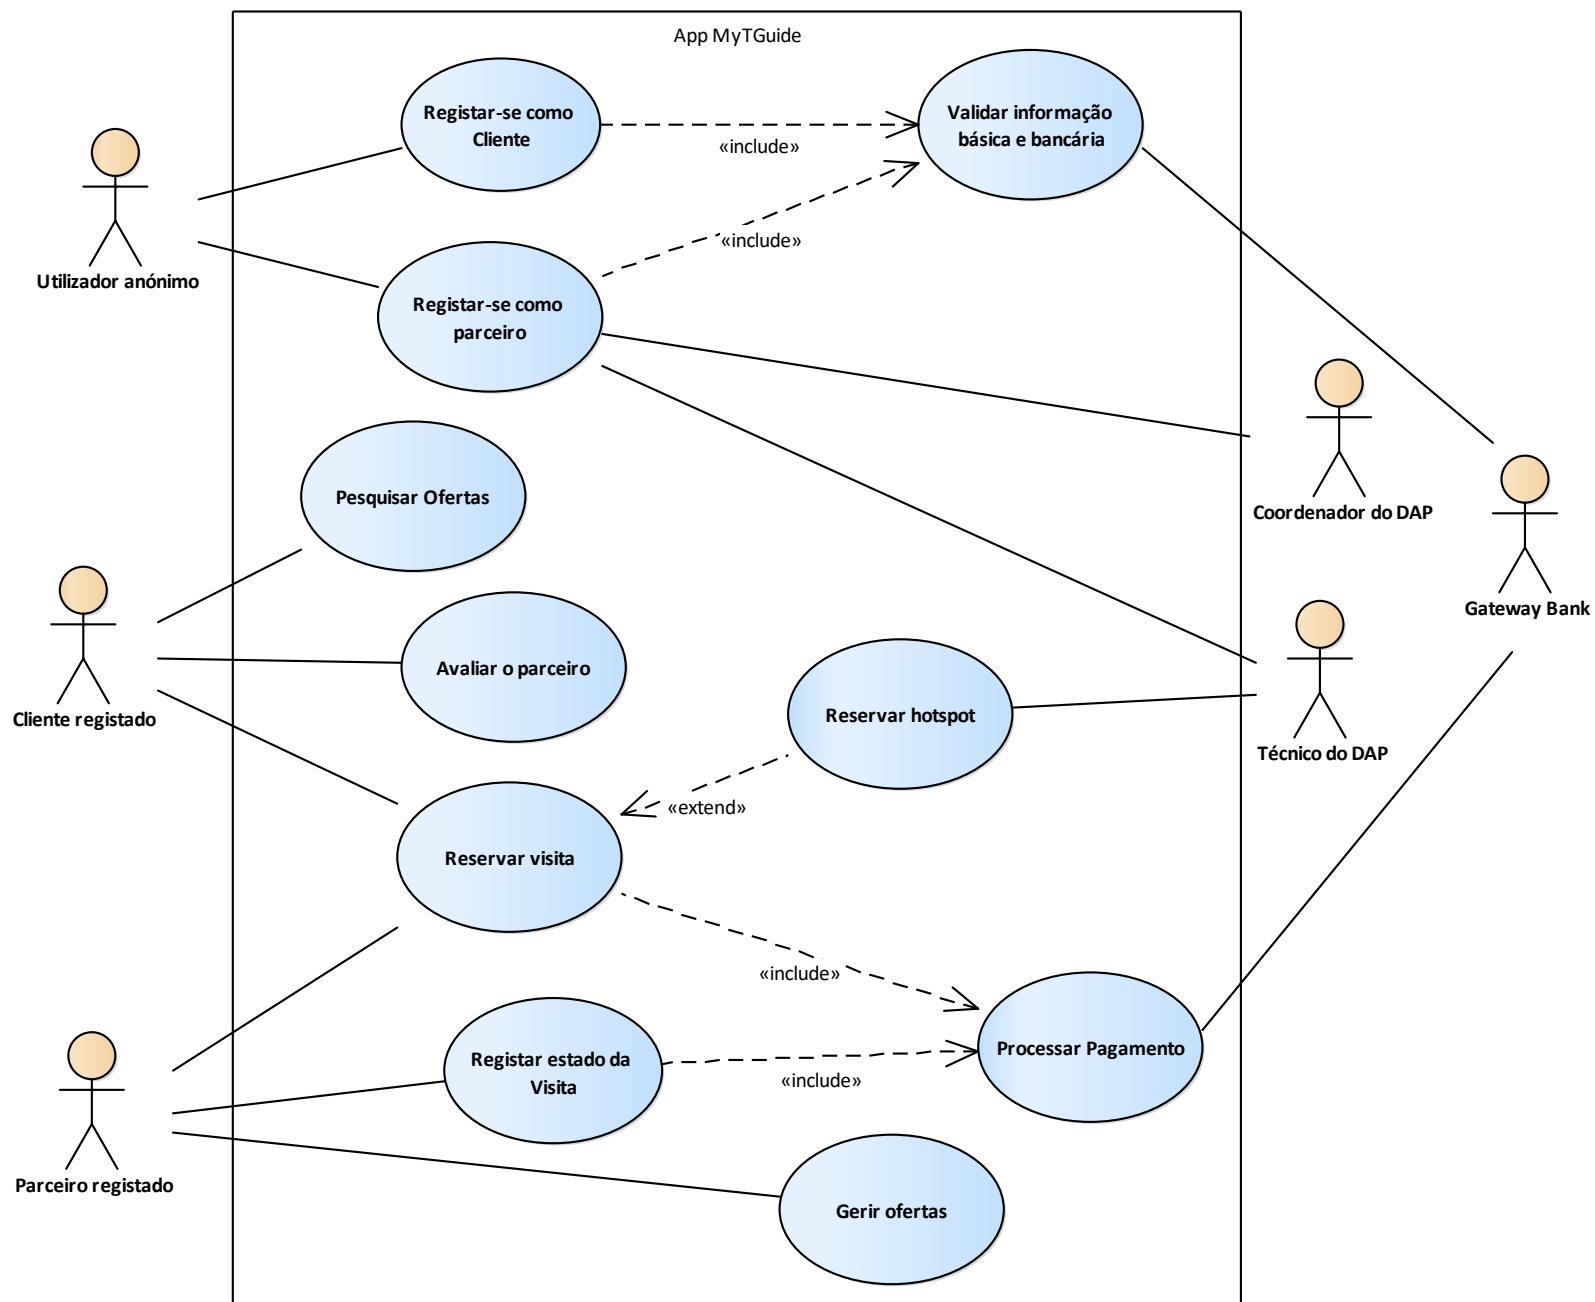 App MyTGuide
Registar-se como
Cliente
«include»
Validar informação
básica e bancária
Utilizador anónimo
«include»
Registar-se como
parceiro
Pesquisar Ofertas
Coordenador do DAP
Gateway Bank
Cliente registado
Avaliar o parceiro
Reservar hotspot
Técnico do DAP
«extend»
Reservar visita
«include»
Processar Pagamento
Registar estado da
Visita
«include»
Parceiro registado
Gerir ofertas